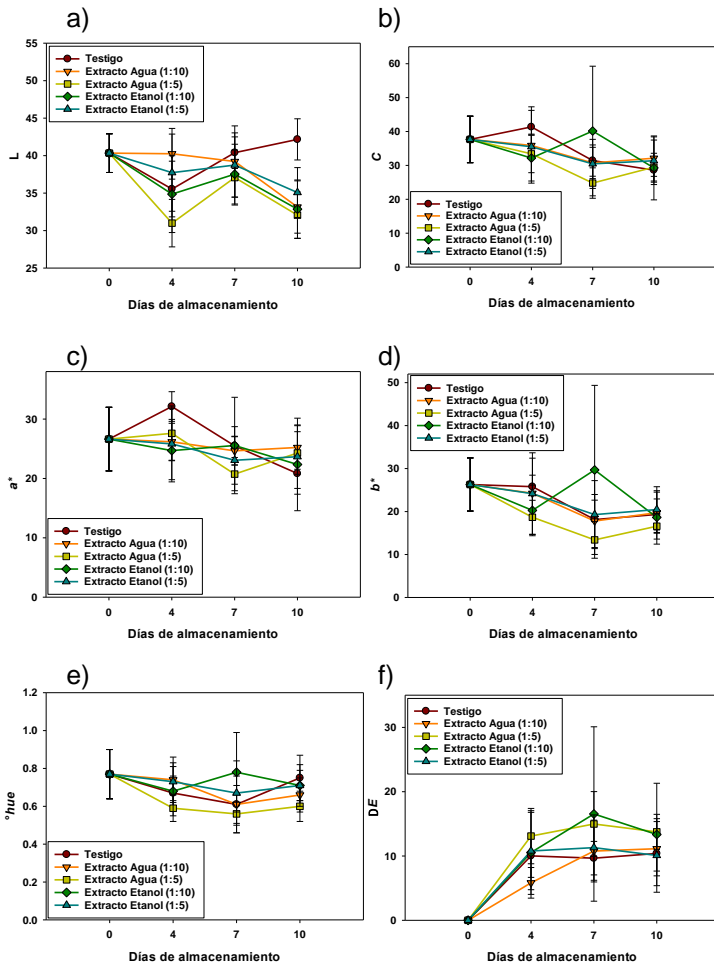 a)
55
50
45
40
35
30
25
L
Testigo
Extracto Agua (1:10)
Extracto Agua (1:5)
Extracto Etanol (1:10)
Extracto Etanol (1:5)
0 4 7 10
Días de almacenamiento
b)
60
50
40
30
20
10
0
C
Testigo
Extracto Agua (1:10)
Extracto Agua (1:5)
Extracto Etanol (1:10)
Extracto Etanol (1:5)
0 4 7 10
Días de almacenamiento
c)
30
20
10
0
a*
Testigo
Extracto Agua (1:10)
Extracto Agua (1:5)
Extracto Etanol (1:10)
Extracto Etanol (1:5)
0 4 7 10
Días de almacenamiento
d)
50
40
30
20
10
0
b*
Testigo
Extracto Agua (1:10)
Extracto Agua (1:5)
Extracto Etanol (1:10)
Extracto Etanol (1:5)
0 4 7 10
Días de almacenamiento
e)
1.2
1.0
0.8
0.6
0.4
0.2
0.0
°hue
Testigo
Extracto Agua (1:10)
Extracto Agua (1:5)
Extracto Etanol (1:10)
Extracto Etanol (1:5)
0 4 7 10
Días de almacenamiento
f)
30
20
10
0
DE
Testigo
Extracto Agua (1:10)
Extracto Agua (1:5)
Extracto Etanol (1:10)
Extracto Etanol (1:5)
0 4 7 10
Días de almacenamiento